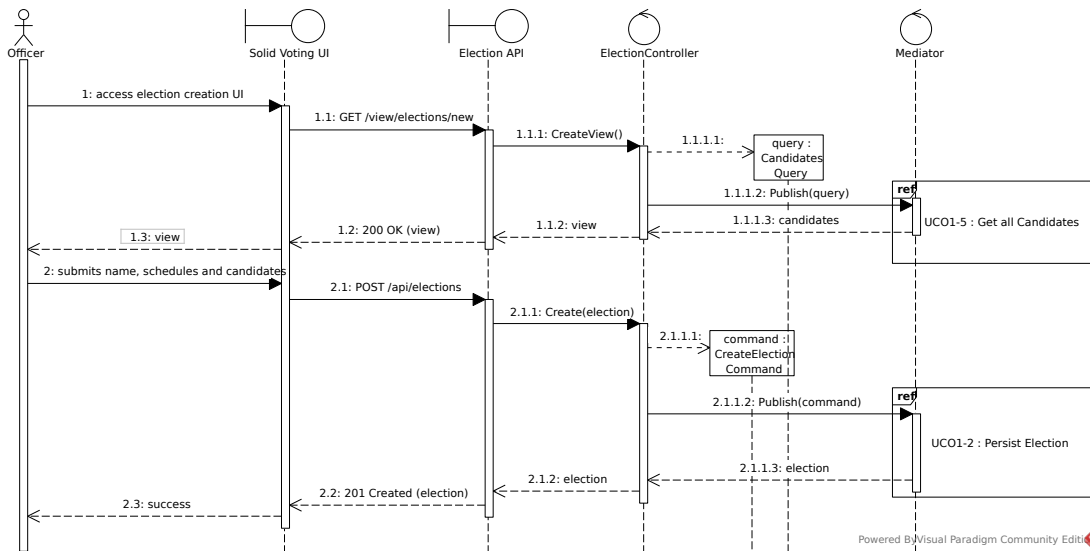 Officer
Solid Voting UI
Election API
ElectionController
Mediator
1: access election creation UI
1.1: GET /view/elections/new
1.1.1: CreateView()
1.1.1.1:
query :
Candidates
Query
1.1.1.2: Publish(query)
ref
UCO1-5 : Get all Candidates
1.1.1.3: candidates
1.1.2: view
1.2: 200 OK (view)
1.3: view
2: submits name, schedules and candidates
2.1: POST /api/elections
2.1.1: Create(election)
2.1.1.1:
command :
CreateElection
Command
2.1.1.2: Publish(command)
ref
UCO1-2 : Persist Election
2.1.1.3: election
2.1.2: election
2.2: 201 Created (election)
2.3: success
Powered ByVisual Paradigm Community Editi